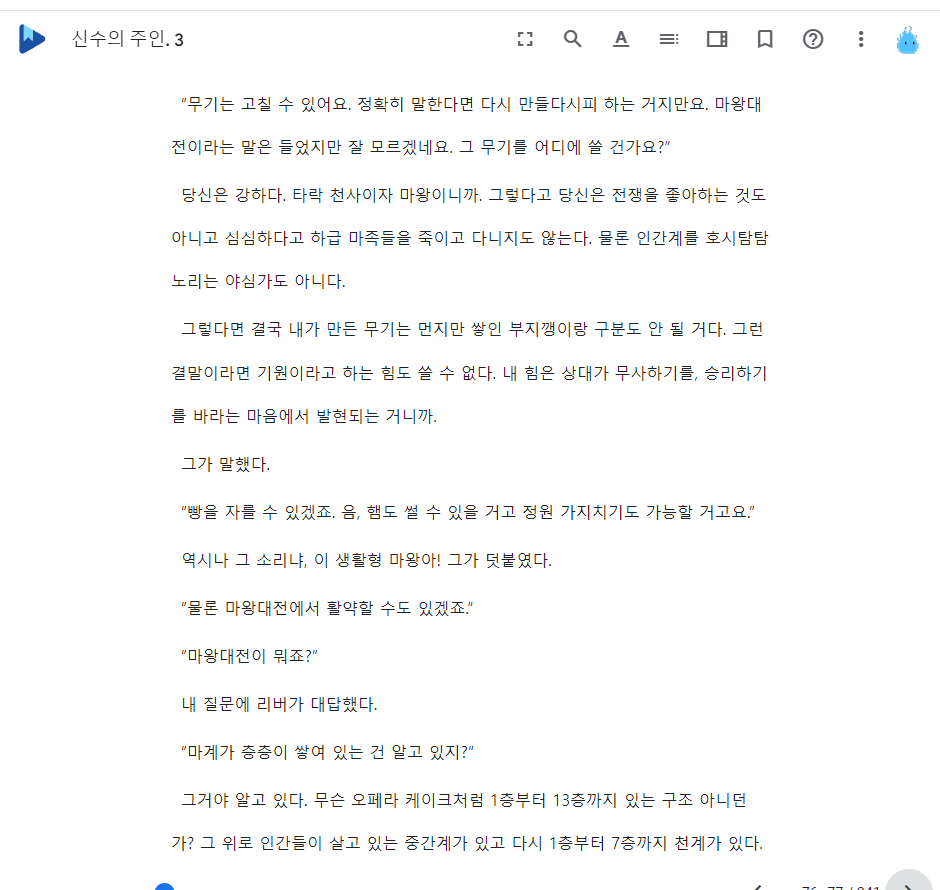 신수의 주인. 3
“무기는 고칠 수 있어요. 정확히 말한다면 다시 만들다시피 하는 거지만요. 마왕대
전이라는 말은 들었지만 잘 모르겠네요. 그 무기를 어디에 쓸 건가요?”
당신은 강하다. 타락 천사이자 마왕이니까. 그렇다고 당신은 전쟁을 좋아하는 것도
아니고 심심하다고 하급 마족들을 죽이고 다니지도 않는다. 물론 인간계를 호시탐탐
노리는 야심가도 아니다.
그렇다면 결국 내가 만든 무기는 먼지만 쌓인 부지깽이랑 구분도 안 될 거다. 그런
결말이라면 기원이라고 하는 힘도 쓸 수 없다. 내 힘은 상대가 무사하기를, 승리하기
를 바라는 마음에서 발현되는 거니까.
그가 말했다.
“빵을 자를 수 있겠죠. 음, 햄도 썰 수 있을 거고 정원 가지치기도 가능할 거고요.”
역시나 그 소리냐, 이 생활형 마왕아! 그가 덧붙였다.
“물론 마왕대전에서 활약할 수도 있겠죠.”
“마왕대전이 뭐죠?”
내 질문에 리버가 대답했다.
“마계가 층층이 쌓여 있는 건 알고 있지?”
그거야 알고 있다. 무슨 오페라 케이크처럼 1층부터 13층까지 있는 구조 아니던
가? 그 위로 인간들이 살고 있는 중간계가 있고 다시 1층부터 7층까지 천계가 있다.